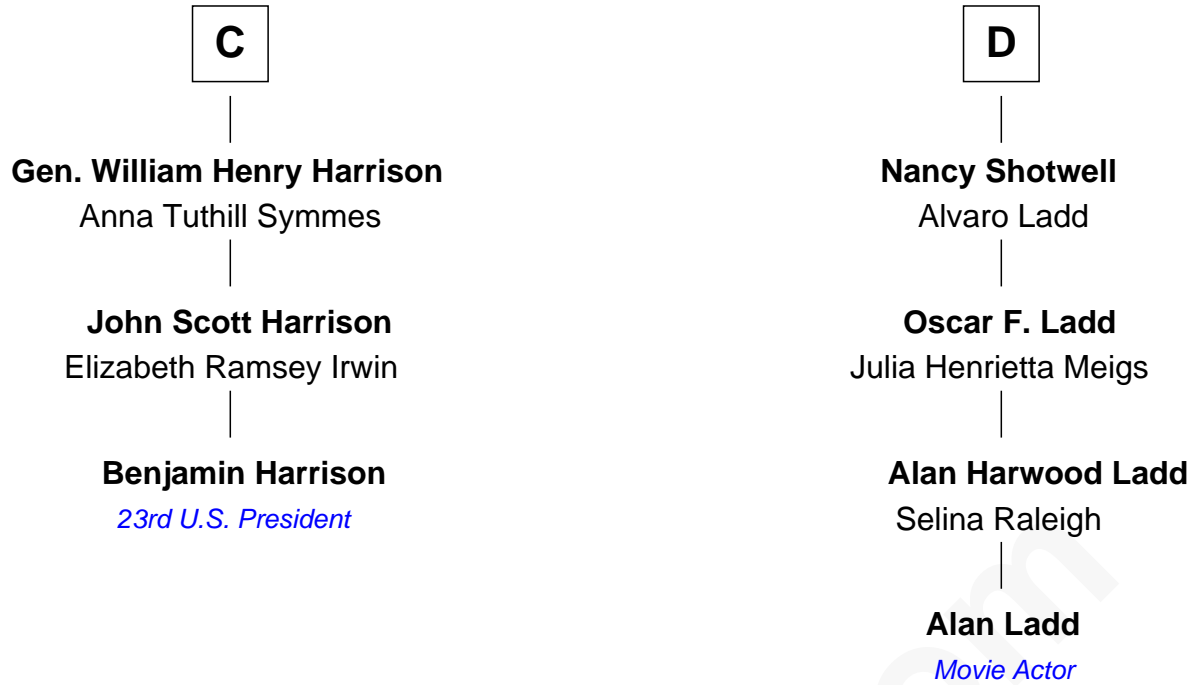 C
Gen. William Henry Harrison
Anna Tuthill Symmes
John Scott Harrison
Elizabeth Ramsey Irwin
Benjamin Harrison
23rd U.S. President
D
Nancy Shotwell
Alvaro Ladd
Oscar F. Ladd
Julia Henrietta Meigs
Alan Harwood Ladd
Selina Raleigh
Alan Ladd
Movie Actor